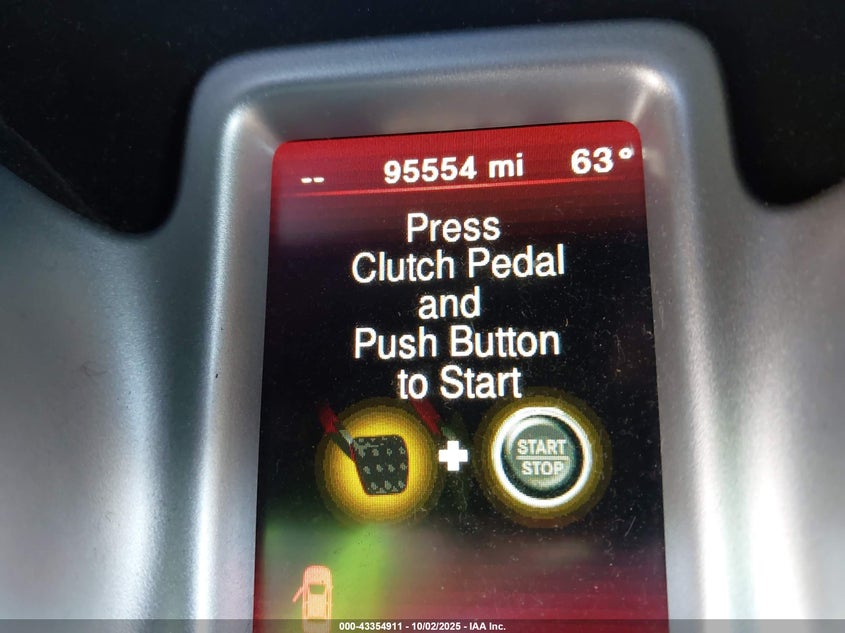 -- 95554 mi 63°
Press
Clutch Pedal
and
Push Button
to Start
START
STOP
000-43354911 - 10/02/2025 - IAA Inc.